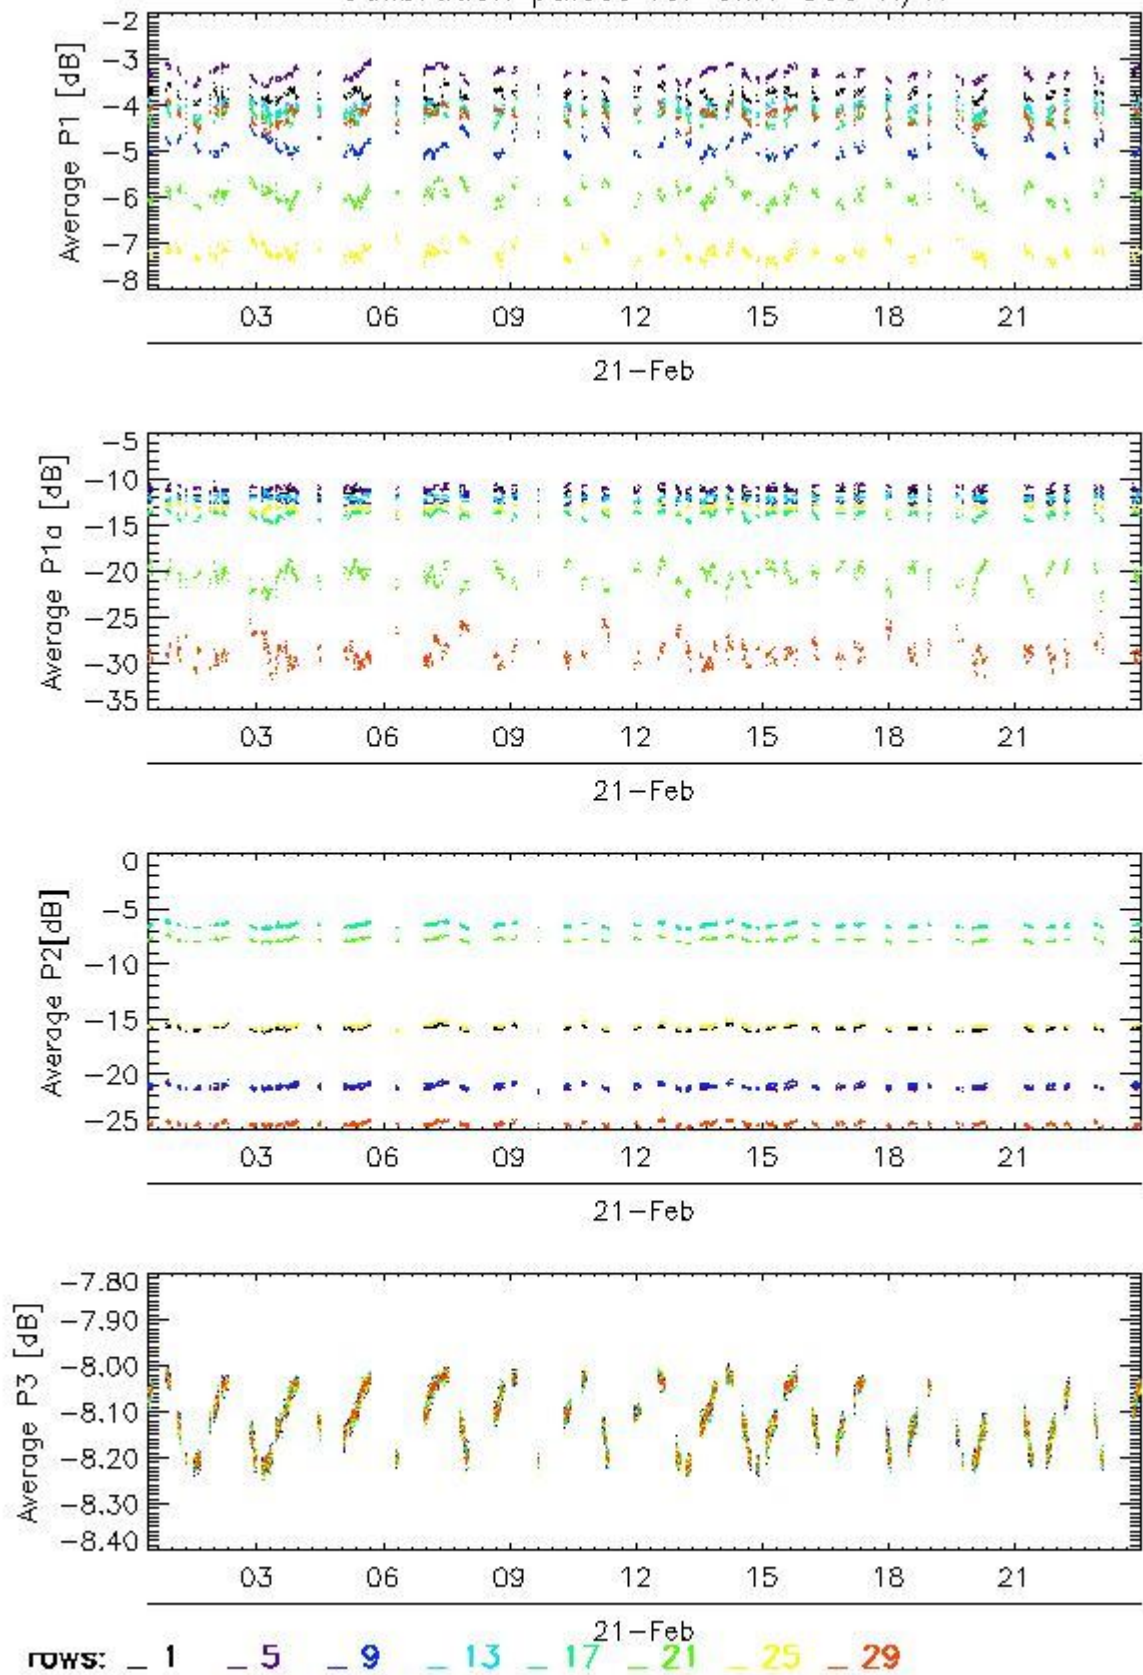 -2
-3
-4
-5
-6
-7
-8
Average P1 [dB]
03 06 09 12 15 18 21
21-Feb
-5
-10
-15
-20
-25
-30
-35
Average P1a [dB]
03 06 09 12 15 18 21
21-Feb
0
-5
-10
-15
-20
-25
Average P2[dB]
03 06 09 12 15 18 21
21-Feb
-7.80
-7.90
-8.00
-8.10
-8.20
-8.30
-8.40
Average P3 [dB]
03 06 09 12 15 18 21
21-Feb
rows: _ 1 _ 5 _ 9 _ 13 _ 17 _ 21 _ 25 _ 29